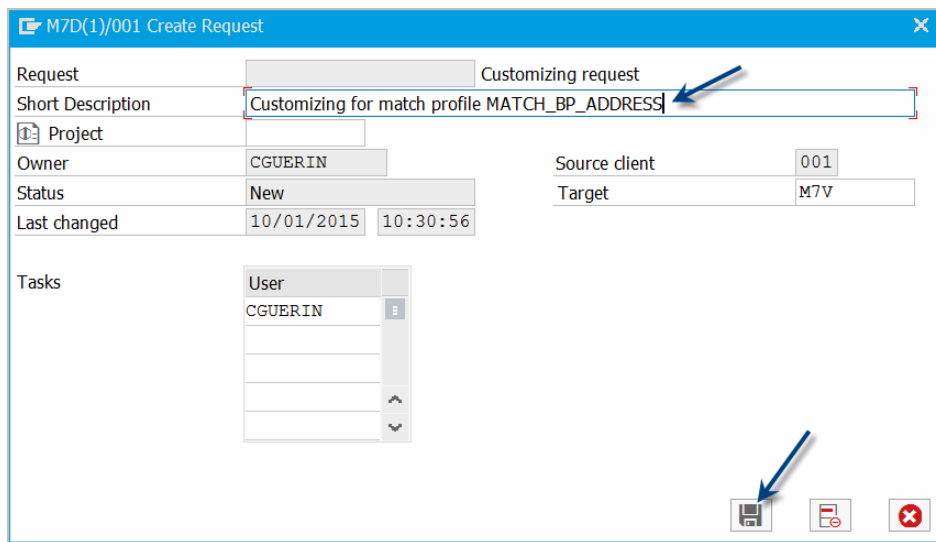 M7D(1)/001 Create Request
Request Customizing request
Short Description Customizing for match profile MATCH_BP_ADDRESS
Project
Owner CGUERIN Source client 001
Status New Target M7V
Last changed 10/01/2015 10:30:56
Tasks User
CGUERIN